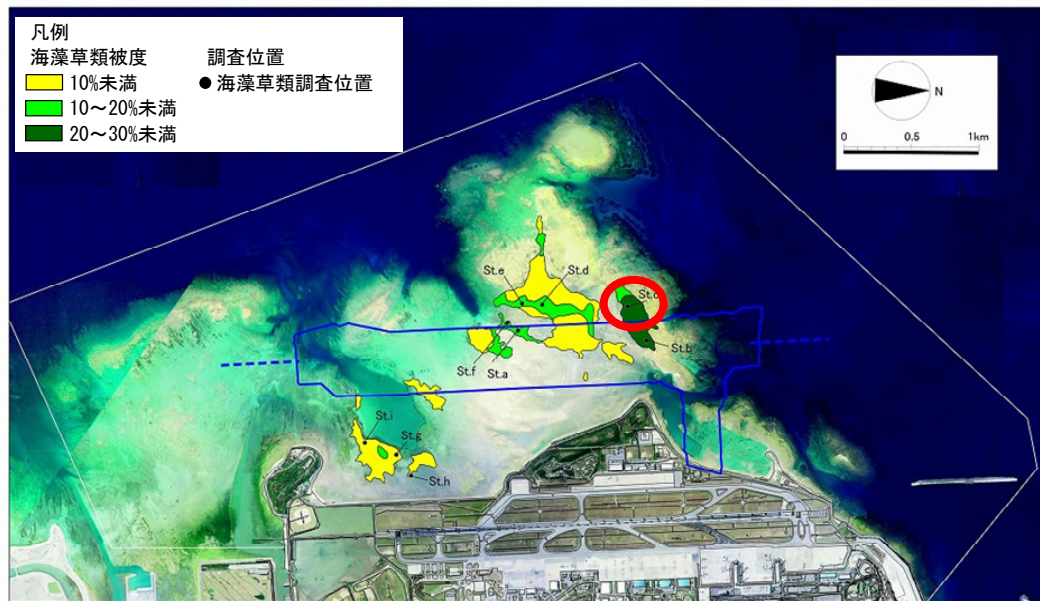 凡例
海藻草類被度
調査位置
10%未満
● 海藻草類調査位置
10～20%未満
20～30%未満
N
0 0.5 1km
St.e
St.d
St.b
St.f
St.a
St.i
St.g
St.h